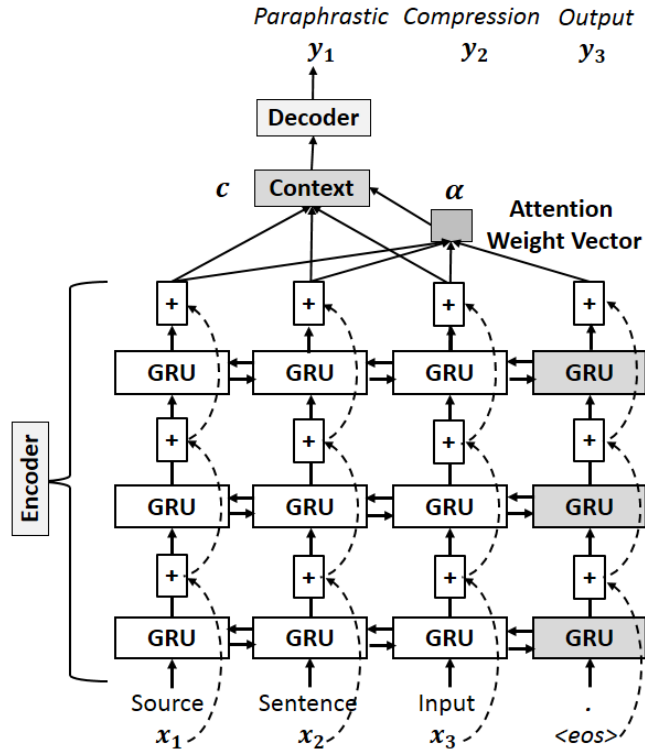 Paraphrastic Compression Output
y₁ y₂ y₃
Decoder
c Context α
Attention
Weight Vector
+ + + +
GRU GRU GRU GRU
+ + + +
Encoder
GRU GRU GRU GRU
+ + + +
GRU GRU GRU GRU
Source Sentence Input .
x₁ x₂ x₃ <eos>